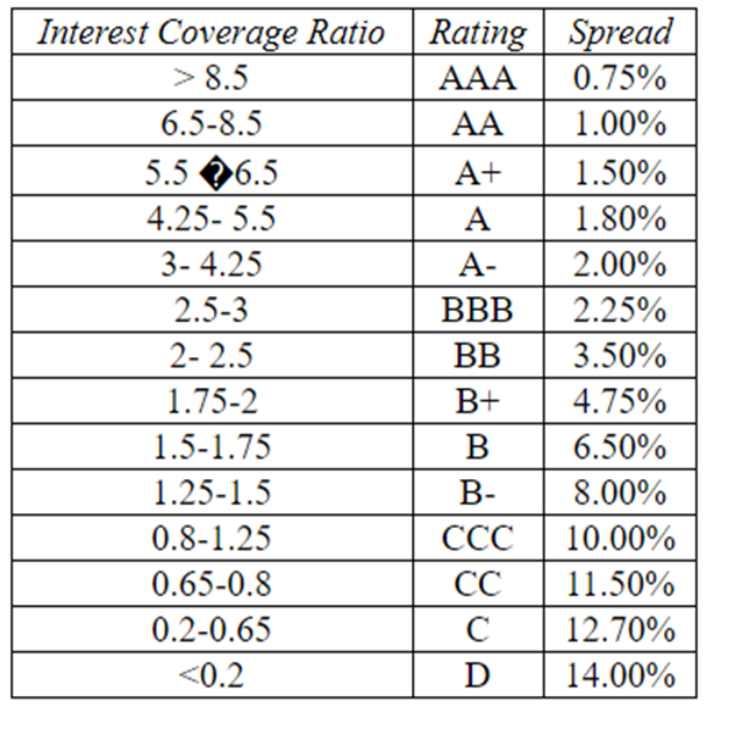 Interest Coverage Ratio Rating Spread
> 8.5 AAA 0.75%
6.5-8.5 AA 1.00%
5.5 �6.5 A+ 1.50%
4.25- 5.5 A 1.80%
3- 4.25 A- 2.00%
2.5-3 BBB 2.25%
2- 2.5 BB 3.50%
1.75-2 B+ 4.75%
1.5-1.75 B 6.50%
1.25-1.5 B- 8.00%
0.8-1.25 CCC 10.00%
0.65-0.8 CC 11.50%
0.2-0.65 C 12.70%
<0.2 D 14.00%